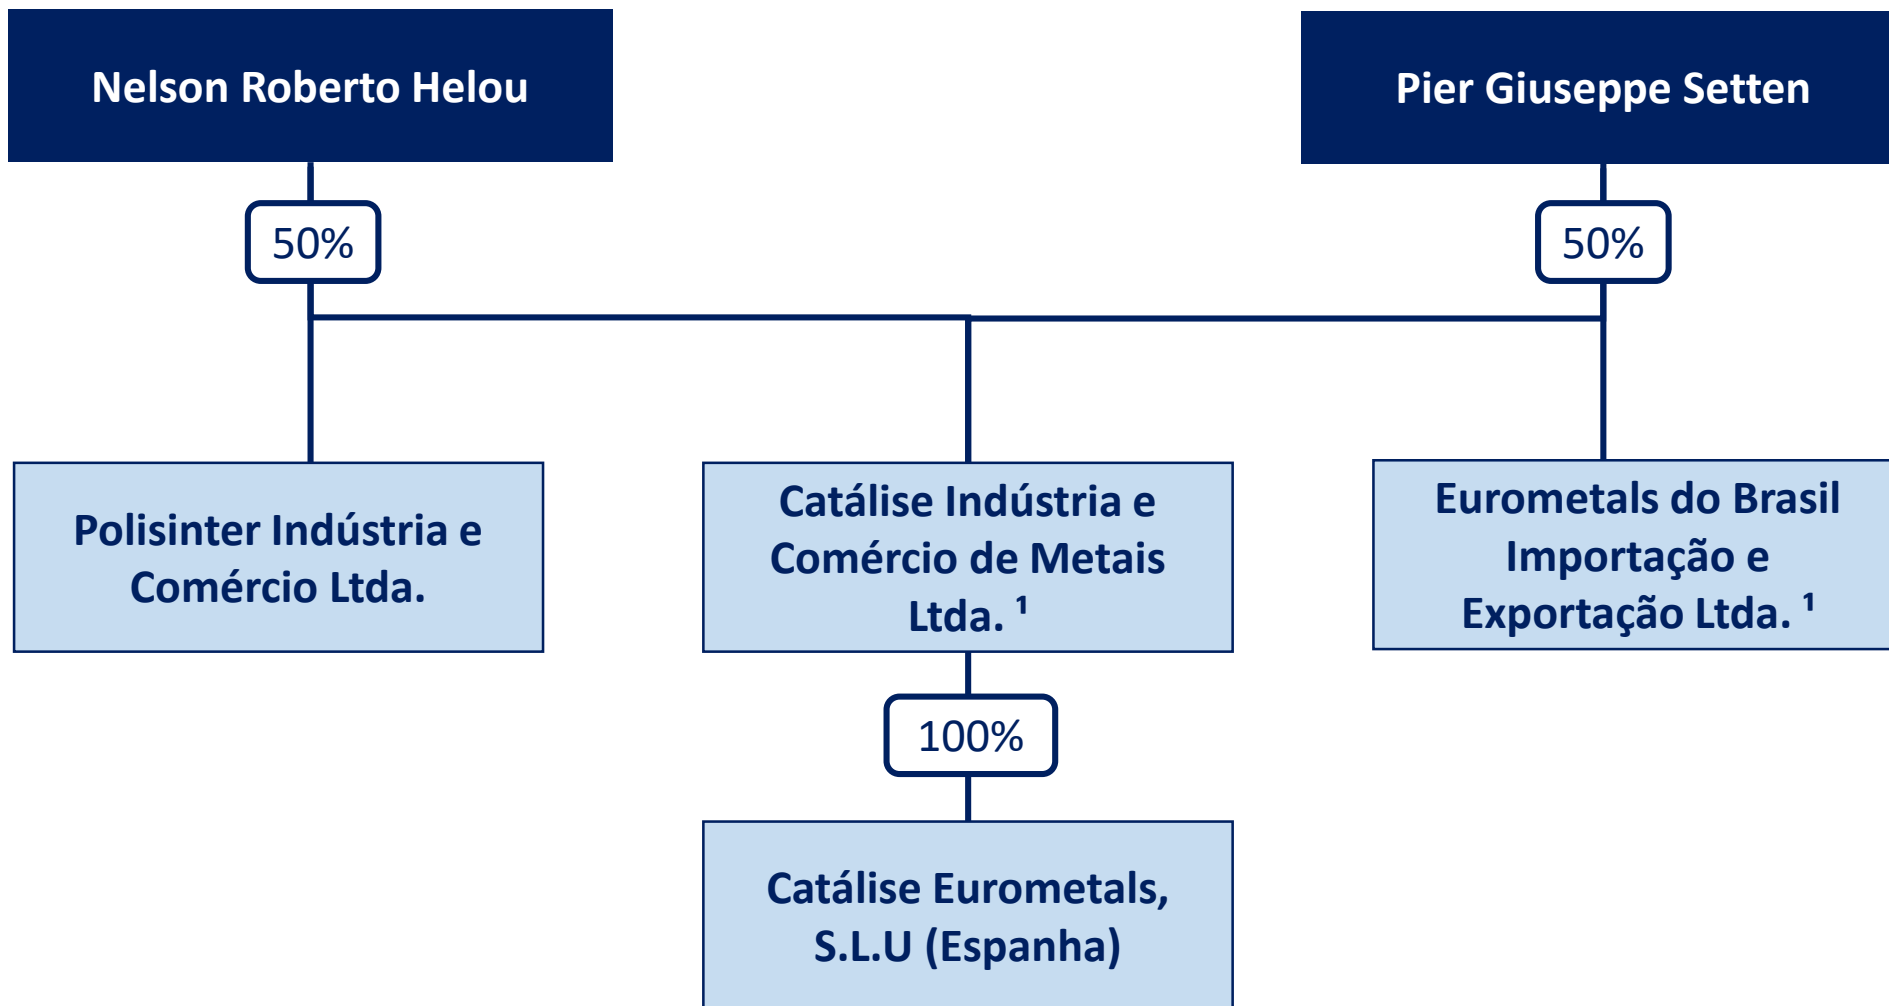 Nelson Roberto Helou
Pier Giuseppe Setten
50%
50%
Polisinter Indústria e
Comércio Ltda.
Catálise Indústria e
Comércio de Metais
Ltda. ¹
Eurometals do Brasil
Importação e
Exportação Ltda. ¹
100%
Catálise Eurometals,
S.L.U (Espanha)